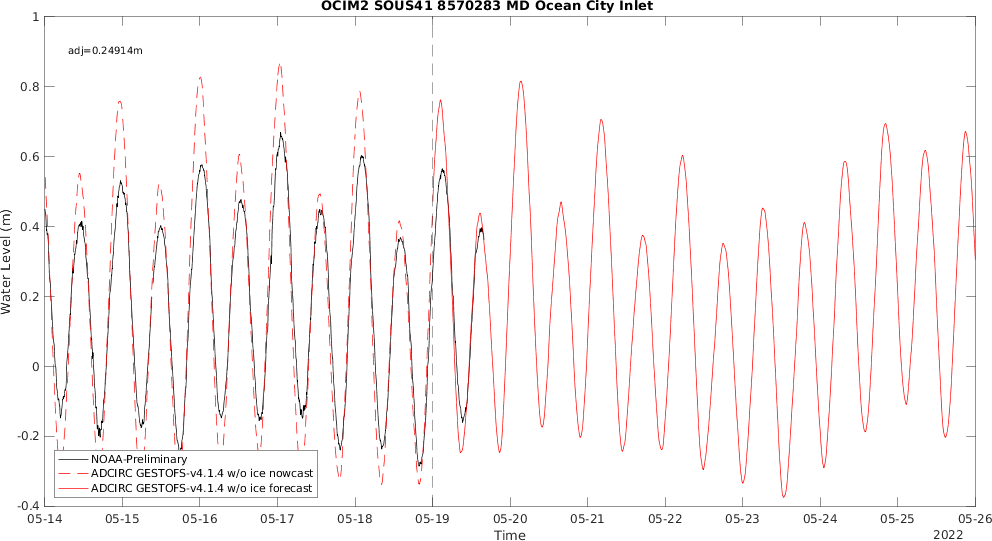 OCIM2 SOUS41 8570283 MD Ocean City Inlet
adj=0.24914m
Water Level (m)
1
0.8
0.6
0.4
0.2
0
-0.2
-0.4
NOAA-Preliminary
ADCIRC GESTOFS-v4.1.4 w/o ice nowcast
ADCIRC GESTOFS-v4.1.4 w/o ice forecast
05-14 05-15 05-16 05-17 05-18 05-19 05-20 05-21 05-22 05-23 05-24 05-25 05-26
Time
2022